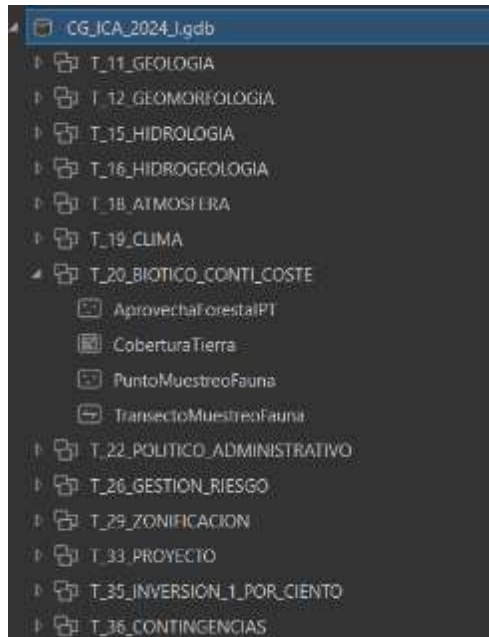 CG_ICA_2024_I.gdb
T_11_GEOLOGIA
T_12_GEOMORFOLOGIA
T_15_HIDROLOGIA
T_16_HIDROGEOLOGIA
T_18_ATMOSFERA
T_19_CLIMA
T_20_BIOTICO_CONTI_COSTE
AprovechaForestalPT
CoberturaTierra
PuntoMuestreoFauna
TransectoMuestreoFauna
T_22_POLITICO_ADMINISTRATIVO
T_26_GESTION_RIESGO
T_29_ZONIFICACION
T_33_PROYECTO
T_35_INVERSION_1_POR_CIENTO
T_36_CONTINGENCIAS